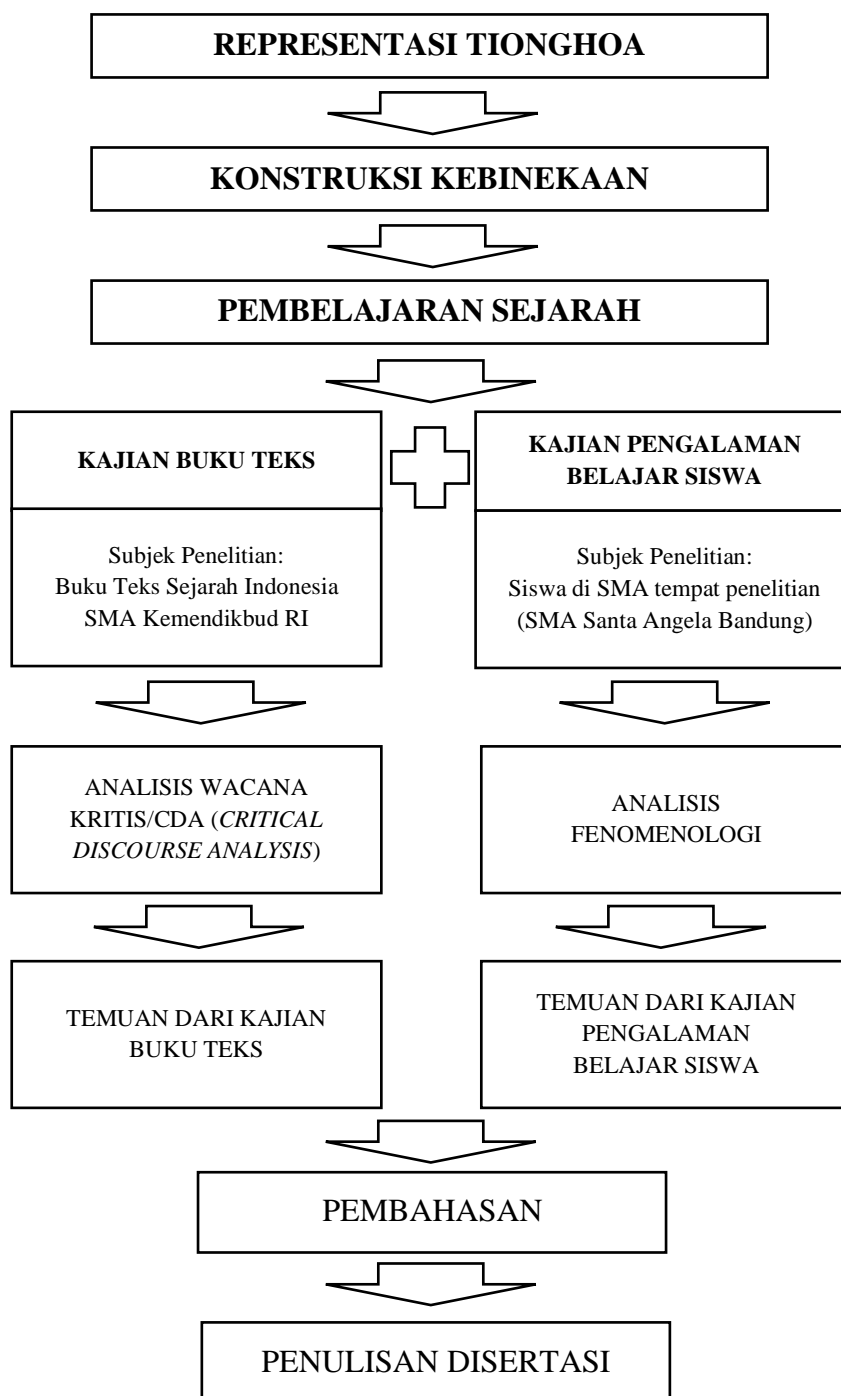 REPRESENTASI TIONGHOA
KONSTRUKSI KEBINEKAAN
PEMBELAJARAN SEJARAH
KAJIAN BUKU TEKS
Subjek Penelitian:
Buku Teks Sejarah Indonesia
SMA Kemendikbud RI
KAJIAN PENGALAMAN
BELAJAR SISWA
Subjek Penelitian:
Siswa di SMA tempat penelitian
(SMA Santa Angela Bandung)
ANALISIS WACANA
KRITIS/CDA (CRITICAL
DISCOURSE ANALYSIS)
ANALISIS
FENOMENOLOGI
TEMUAN DARI KAJIAN
BUKU TEKS
TEMUAN DARI KAJIAN
PENGALAMAN
BELAJAR SISWA
PEMBAHASAN
PENULISAN DISERTASI